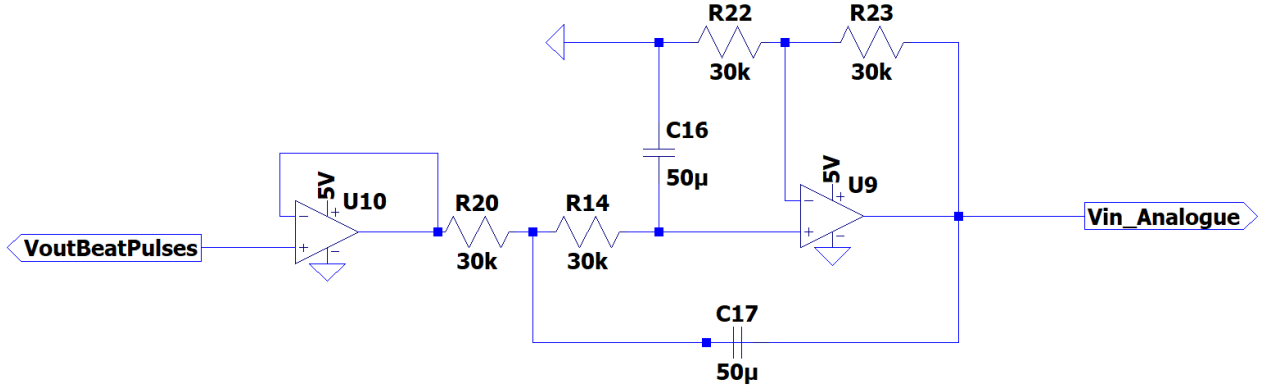 R22
R23
30k
30k
C16
50µ
5V
U10
+
−
+
−
VoutBeatPulses
R20
30k
R14
30k
5V
U9
+
−
+
−
Vin_Analogue
C17
50µ